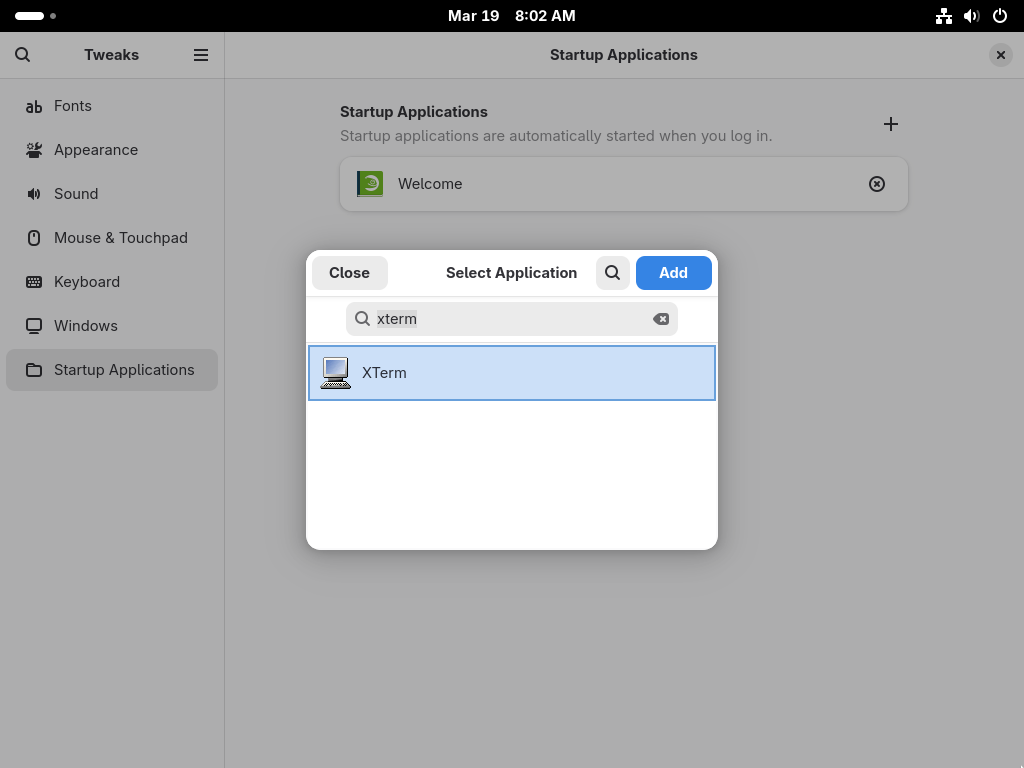 Mar 19 8:02 AM
Tweaks
Startup Applications
Fonts
Appearance
Sound
Mouse & Touchpad
Keyboard
Windows
Startup Applications
Startup Applications
Startup applications are automatically started when you log in.
Welcome
Close
Select Application
Add
xterm
XTerm